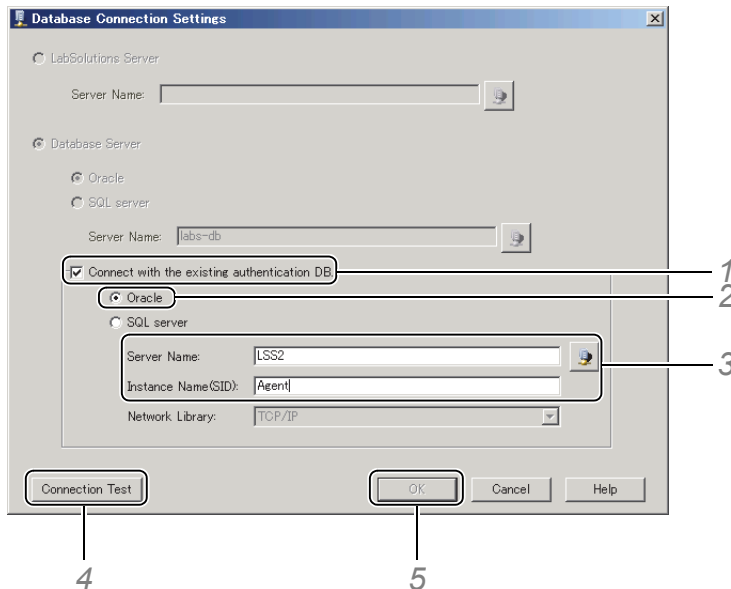 Database Connection Settings
LabSolutions Server
Server Name:
Database Server
Oracle
SQL server
Server Name: labs-db
Connect with the existing authentication DB. 1
Oracle 2
SQL server
Server Name: LSS2
Instance Name(SID): Agent 3
Network Library: TCP/IP
Connection Test OK Cancel Help
4 5